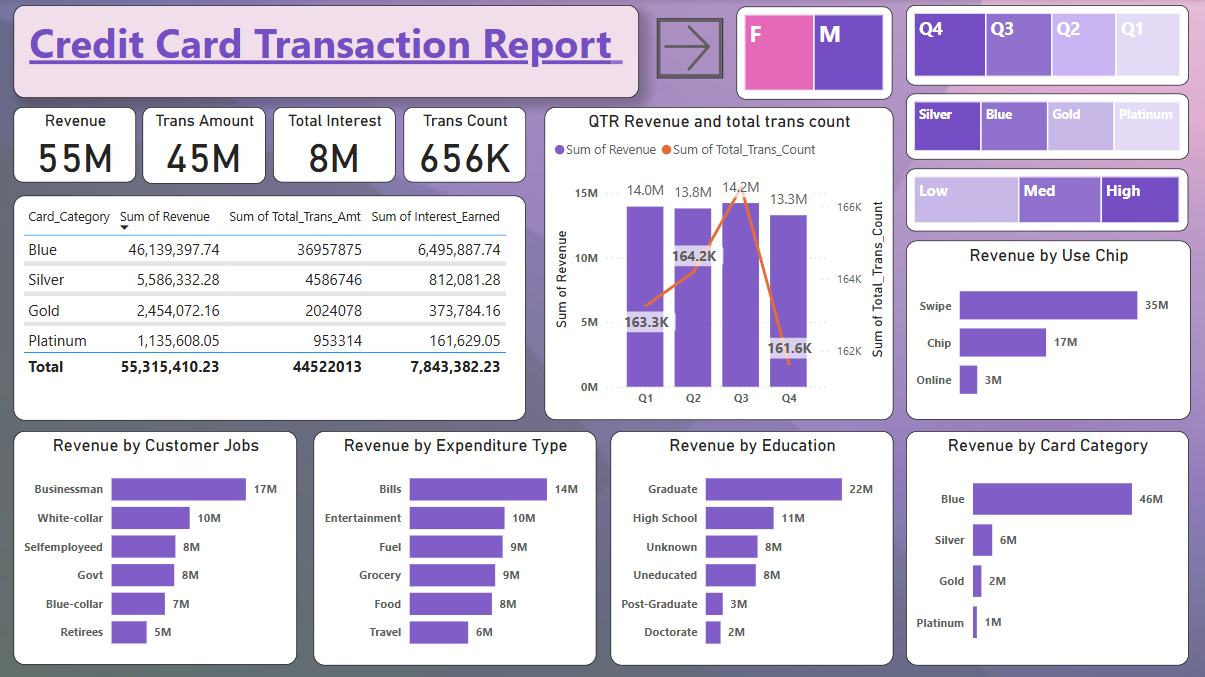 Credit Card Transaction Report
F M
Q4 Q3 Q2 Q1
Silver Blue Gold Platinum
Low Med High
Revenue
55M
Trans Amount
45M
Total Interest
8M
Trans Count
656K
Card_Category Sum of Revenue Sum of Total_Trans_Amt Sum of Interest_Earned
Blue 46,139,397.74 36957875 6,495,887.74
Silver 5,586,332.28 4586746 812,081.28
Gold 2,454,072.16 2024078 373,784.16
Platinum 1,135,608.05 953314 161,629.05
Total 55,315,410.23 44522013 7,843,382.23
QTR Revenue and total trans count
Sum of Revenue Sum of Total_Trans_Count
Sum of Revenue
15M
10M
5M
0M
14.0M 13.8M 14.2M 13.3M
163.3K 164.2K 161.6K
Q1 Q2 Q3 Q4
166K
164K
162K
Sum of Total_Trans_Count
Revenue by Use Chip
Swipe 35M
Chip 17M
Online 3M
Revenue by Customer Jobs
Businessman 17M
White-collar 10M
Selfemployeed 8M
Govt 8M
Blue-collar 7M
Retirees 5M
Revenue by Expenditure Type
Bills 14M
Entertainment 10M
Fuel 9M
Grocery 9M
Food 8M
Travel 6M
Revenue by Education
Graduate 22M
High School 11M
Unknown 8M
Uneducated 8M
Post-Graduate 3M
Doctorate 2M
Revenue by Card Category
Blue 46M
Silver 6M
Gold 2M
Platinum 1M